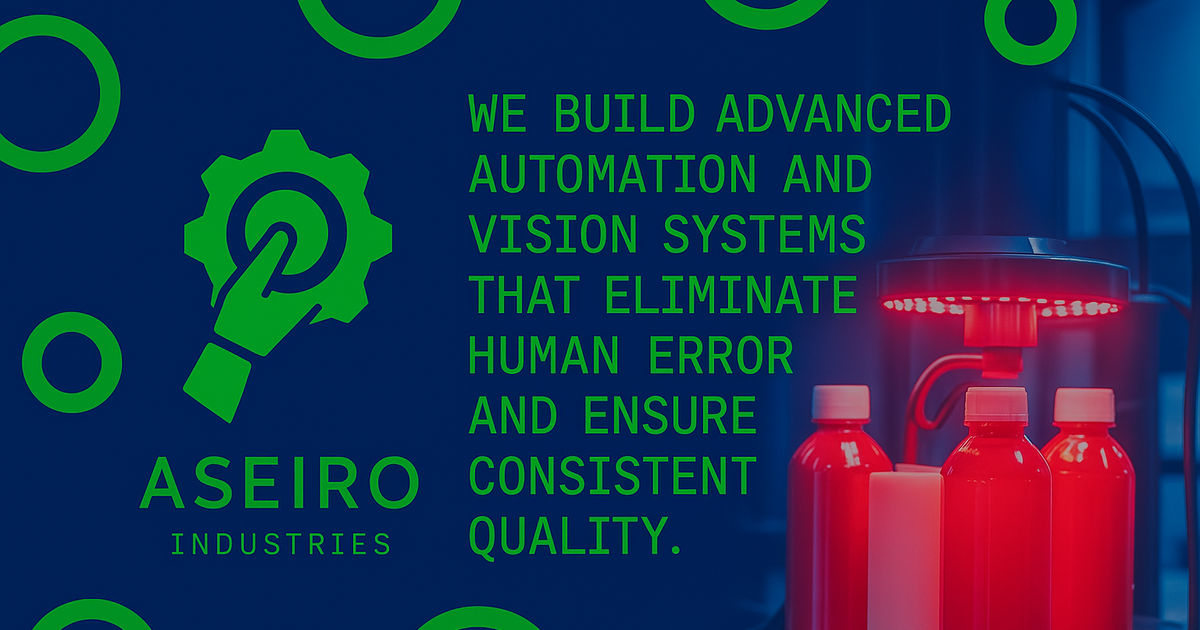 ASEIRO
INDUSTRIES
WE BUILD ADVANCED
AUTOMATION AND
VISION SYSTEMS
THAT ELIMINATE
HUMAN ERROR
AND ENSURE
CONSISTENT
QUALITY.